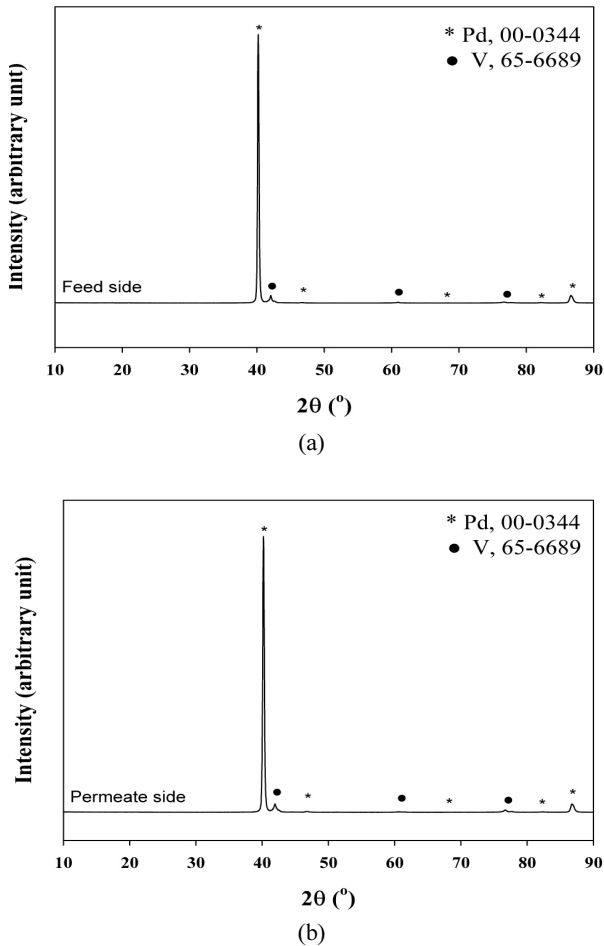 * Pd, 00-0344
● V, 65-6689
Intensity (arbitrary unit)
Feed side
10 20 30 40 50 60 70 80 90
2θ (°)
(a)
* Pd, 00-0344
● V, 65-6689
Intensity (arbitrary unit)
Permeate side
10 20 30 40 50 60 70 80 90
2θ (°)
(b)